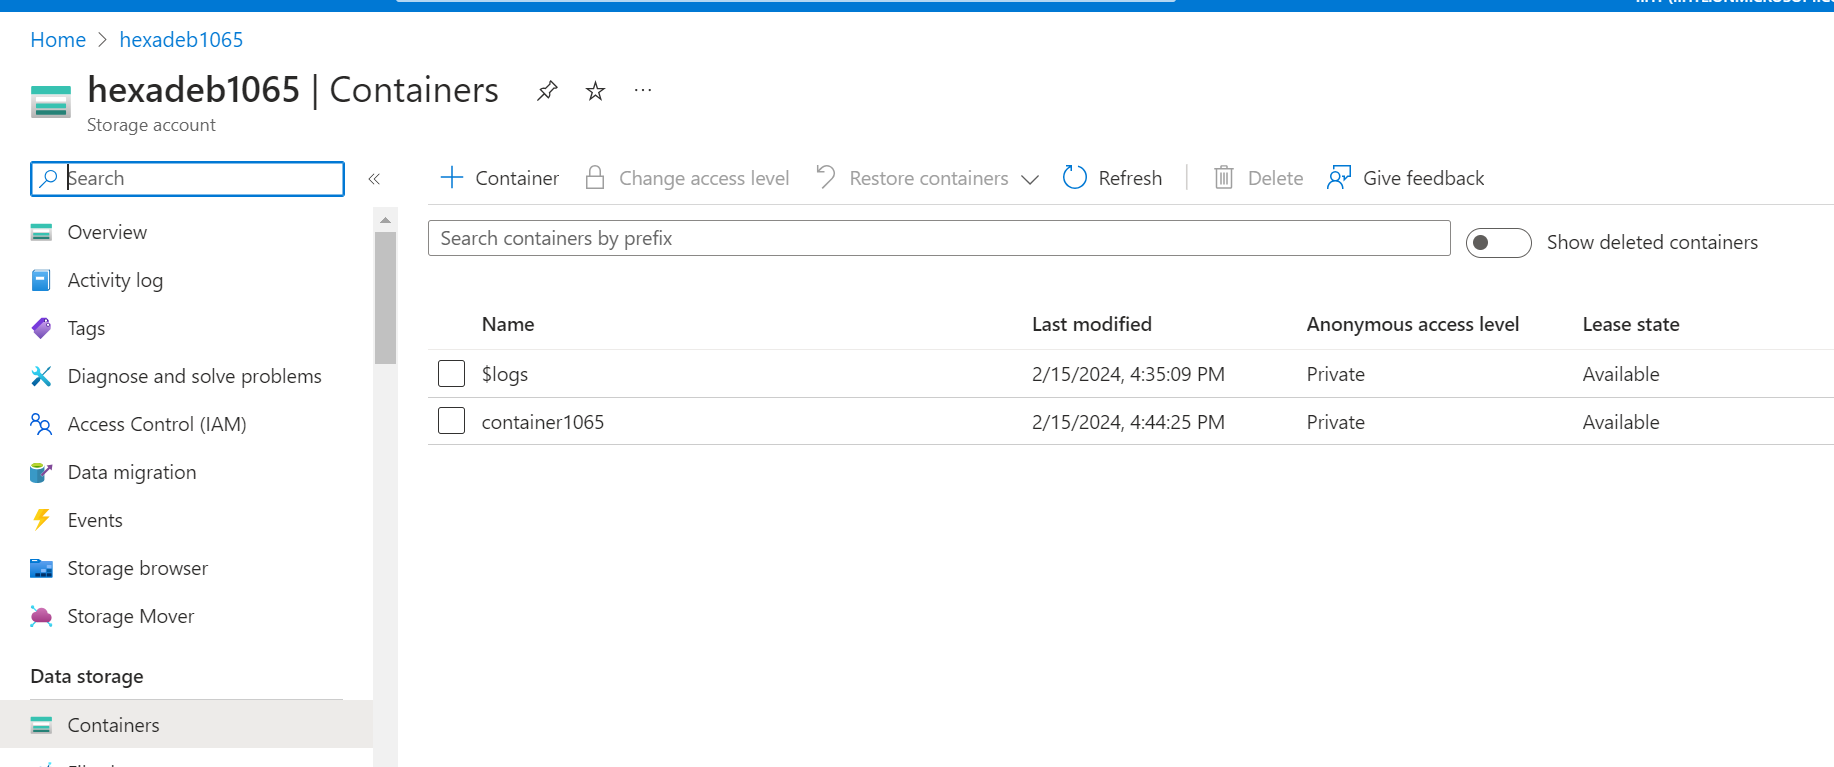 Home > hexadeb1065
hexadeb1065 | Containers
Storage account
Search
Overview
Activity log
Tags
Diagnose and solve problems
Access Control (IAM)
Data migration
Events
Storage browser
Storage Mover
Data storage
Containers
Container Change access level Restore containers Refresh Delete Give feedback
Search containers by prefix
Show deleted containers
Name Last modified Anonymous access level Lease state
$logs 2/15/2024, 4:35:09 PM Private Available
container1065 2/15/2024, 4:44:25 PM Private Available